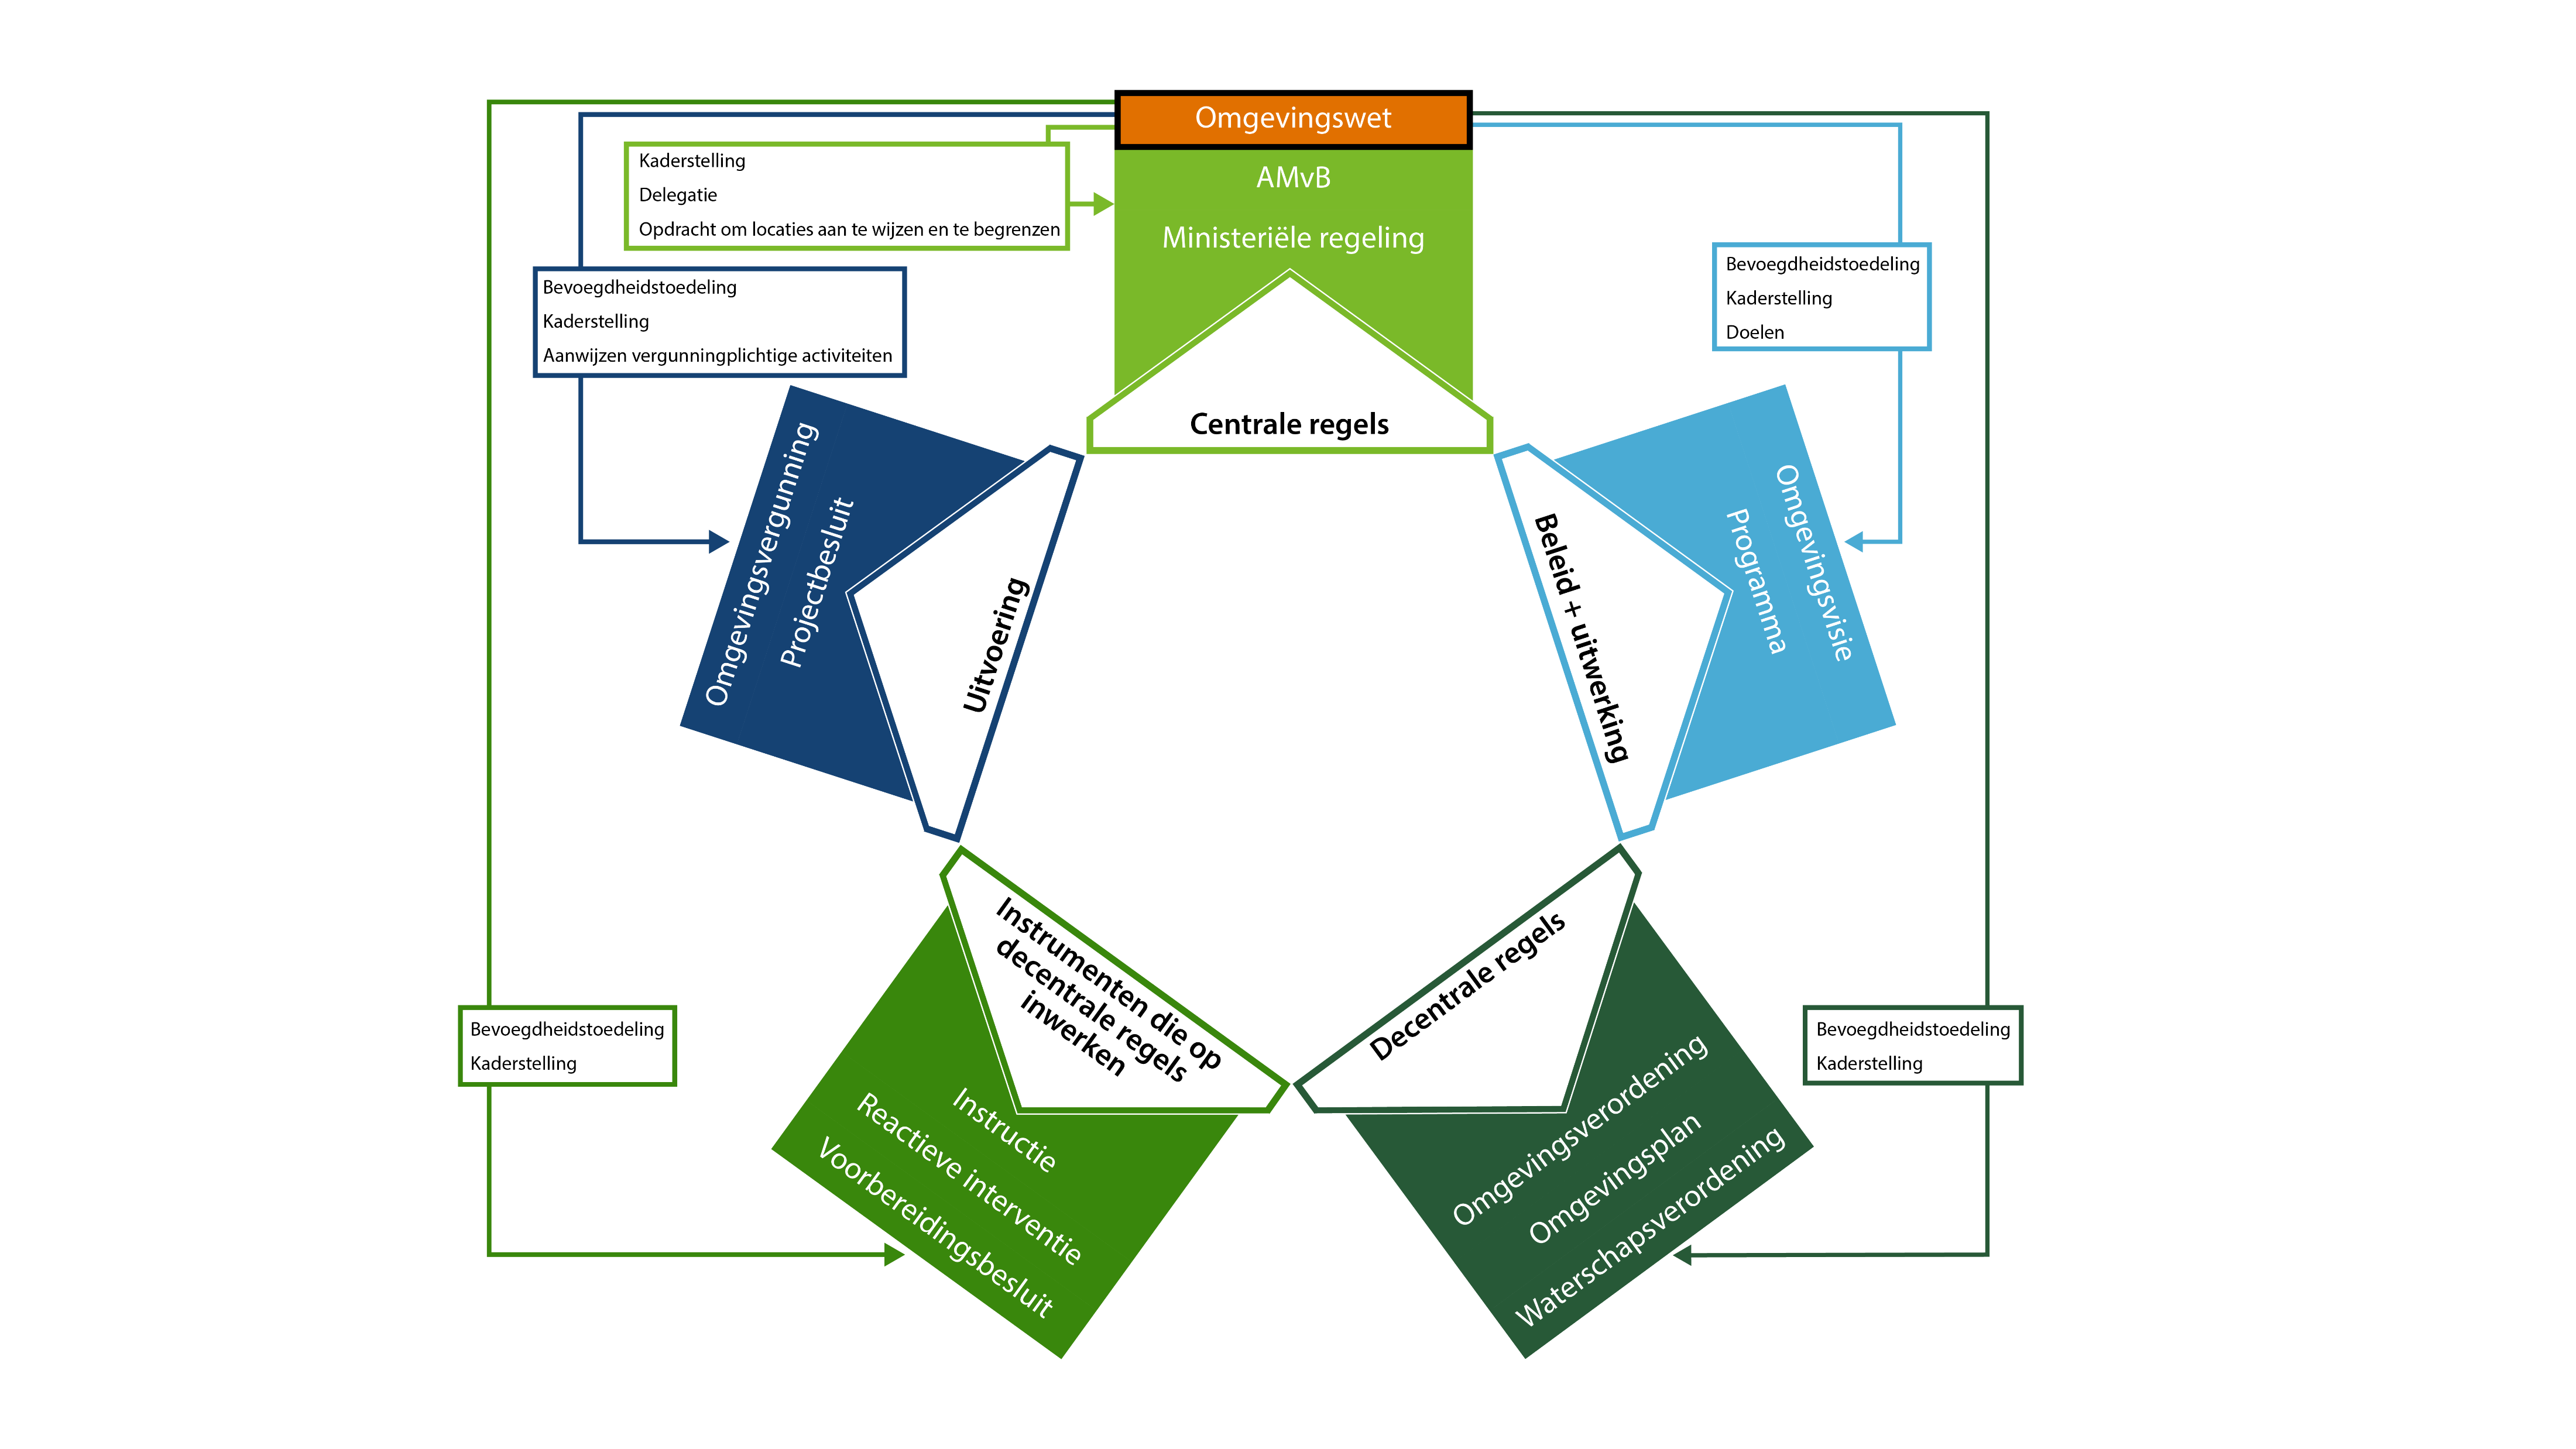 Omgevingswet
AMvB
Ministeriële regeling
Centrale regels
Kaderstelling
Delegatie
Opdracht om locaties aan te wijzen en te begrenzen
Bevoegdheidstoedeling
Kaderstelling
Aanwijzen vergunningplichtige activiteiten
Bevoegdheidstoedeling
Kaderstelling
Doelen
Omgevingsvergunning
Projectbesluit
Uitvoering
Beleid + uitwerking
Programma
Omgevingsvisie
Instrumenten die op
decentrale regels
inwerken
Instructie
Reactieve interventie
Voorbereidingsbesluit
Decentrale regels
Omgevingsverordening
Omgevingsplan
Waterschapsverordening
Bevoegdheidstoedeling
Kaderstelling
Bevoegdheidstoedeling
Kaderstelling